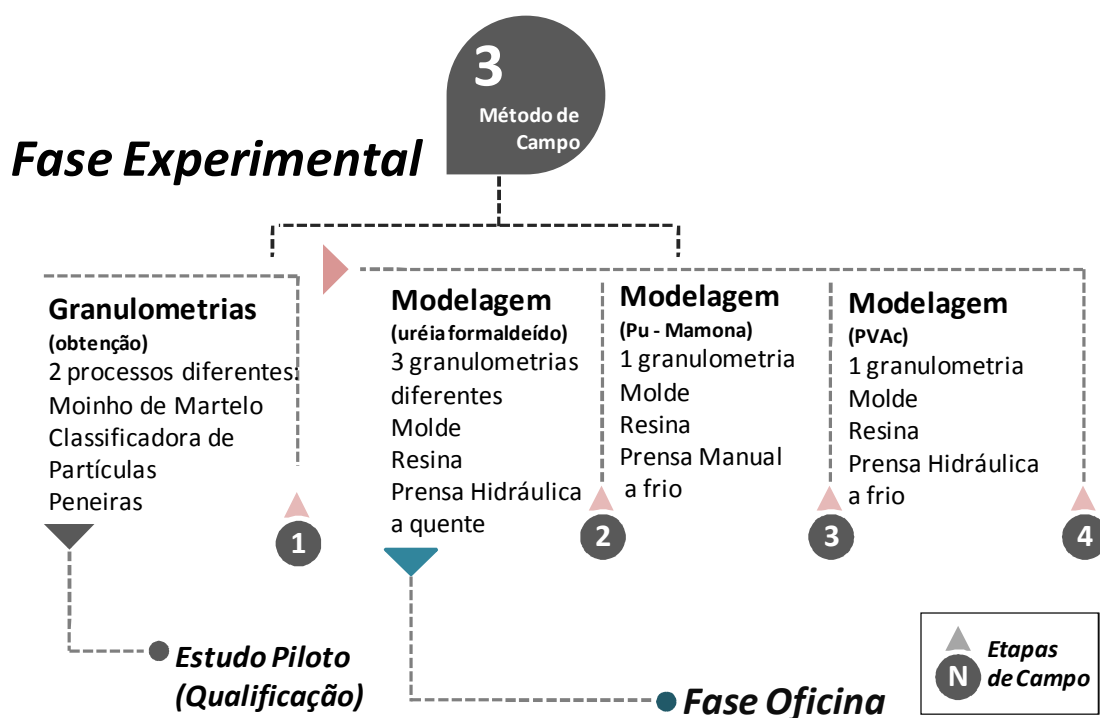 3
Método de
Campo
Fase Experimental
Granulometrias
(obtenção)
2 processos diferentes:
Moinho de Martelo
Classificadora de
Partículas
Peneiras
1
Modelagem
(uréia formaldeído)
3 granulometrias
diferentes
Molde
Resina
Prensa Hidráulica
a quente
2
Modelagem
(Pu - Mamona)
1 granulometria
Molde
Resina
Prensa Manual
a frio
3
Modelagem
(PVAc)
1 granulometria
Molde
Resina
Prensa Hidráulica
a frio
4
Estudo Piloto
(Qualificação)
Fase Oficina
N
Etapas
de Campo